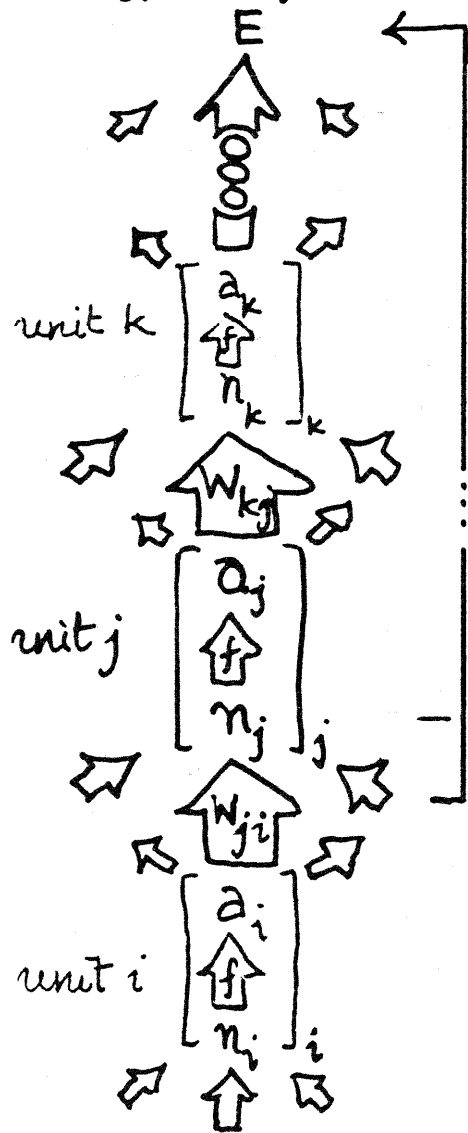 E
a_k
unit k f
n_k k
W_kj
a_j
unit j f
n_j j
W_ji
a_i
unit i f
n_i i